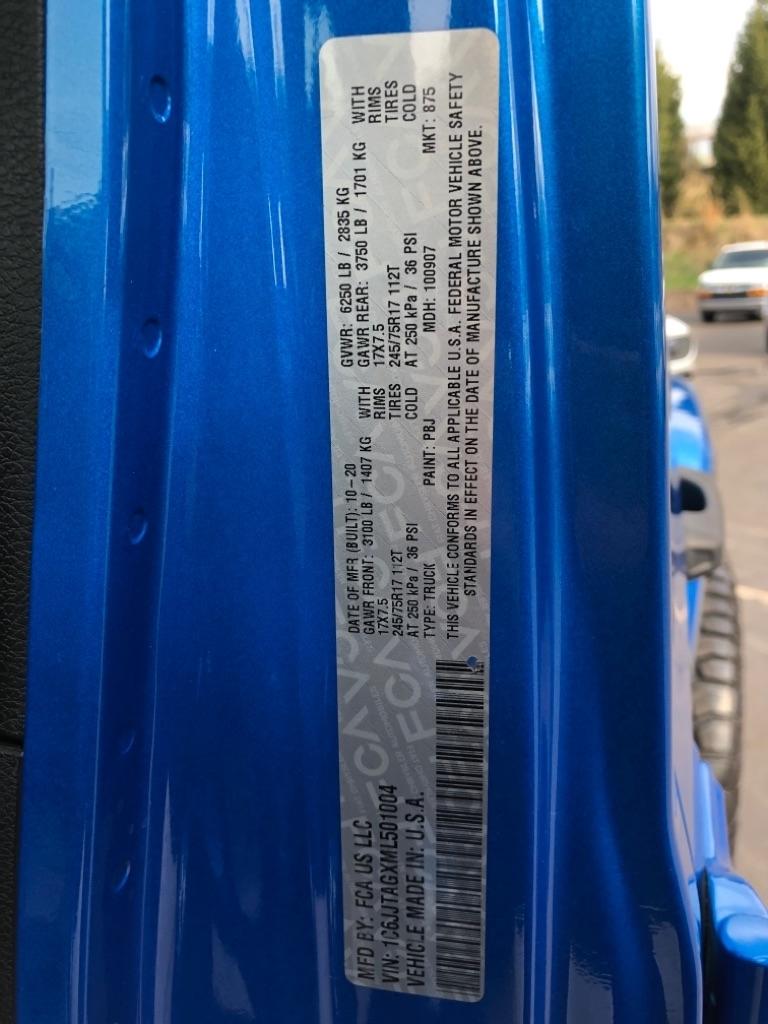 MFD BY: FCA US LLC
VIN: 1C6JJTAGXML501004
VEHICLE MADE IN: U.S.A.
DATE OF MFR (BUILT): 10-20
GAWR FRONT: 3100 LB / 1407 KG WITH
17X7.5 RIMS
245/75R17 112T TIRES
AT 250 kPa / 36 PSI COLD
TYPE: TRUCK PAINT: PBJ
GVWR: 6250 LB / 2835 KG
GAWR REAR: 3750 LB / 1701 KG WITH
17X7.5 RIMS
245/75R17 112T TIRES
AT 250 kPa / 36 PSI COLD
MDH: 100907 MKT: 875
THIS VEHICLE CONFORMS TO ALL APPLICABLE U.S.A. FEDERAL MOTOR VEHICLE SAFETY
STANDARDS IN EFFECT ON THE DATE OF MANUFACTURE SHOWN ABOVE.